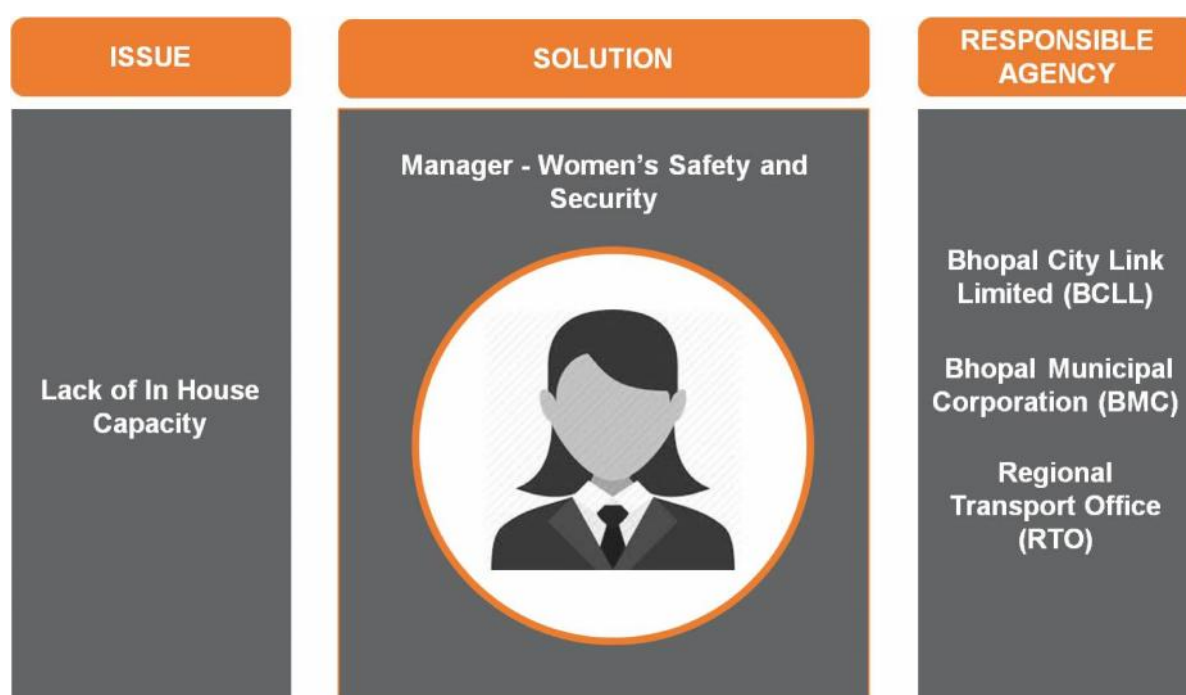 ISSUE
SOLUTION
RESPONSIBLE
AGENCY
Lack of In House
Capacity
Manager - Women’s Safety and
Security
Bhopal City Link
Limited (BCLL)
Bhopal Municipal
Corporation (BMC)
Regional
Transport Office
(RTO)